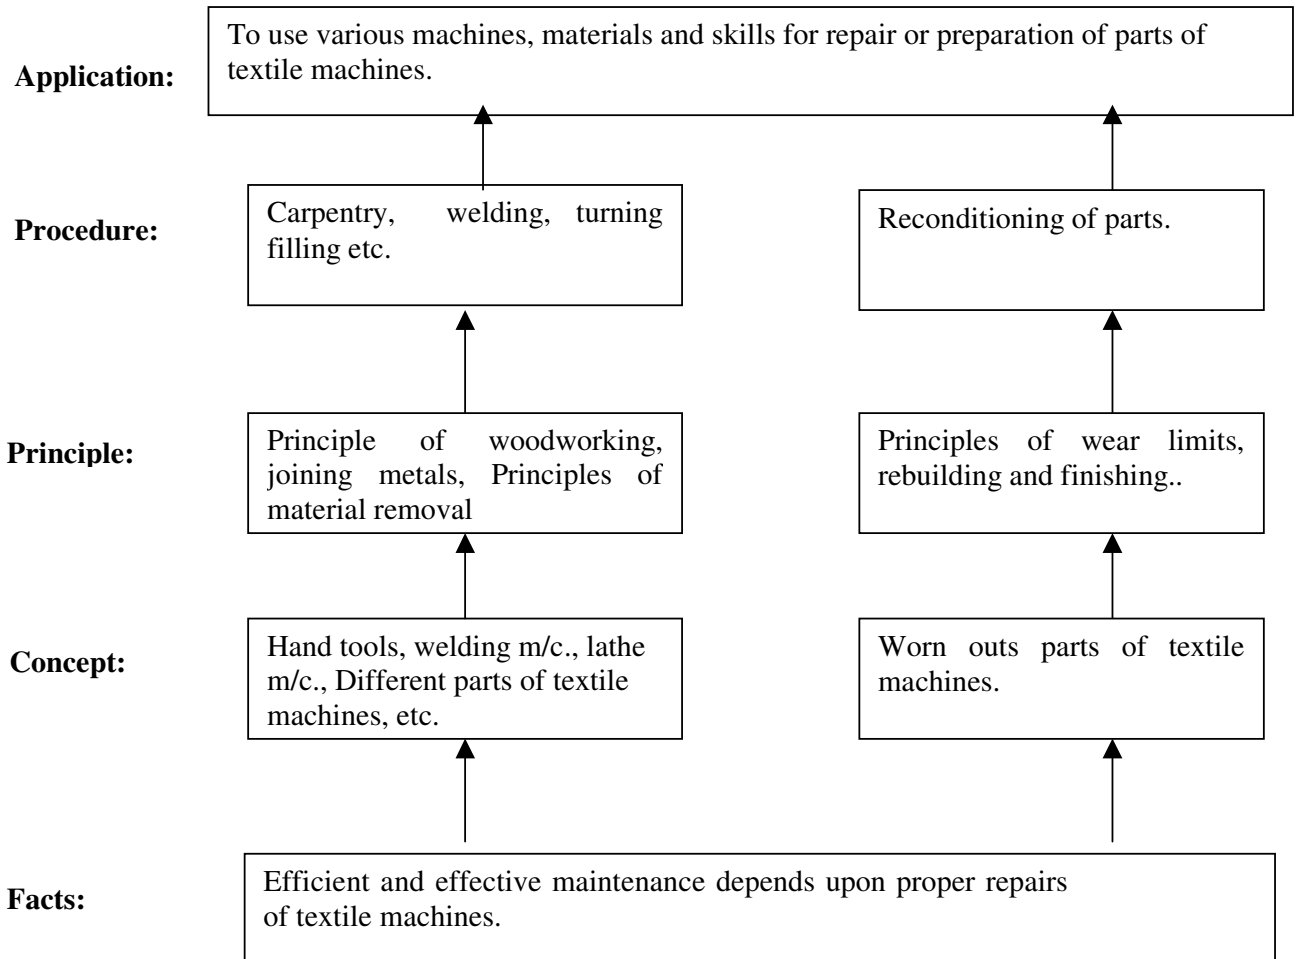 To use various machines, materials and skills for repair or preparation of parts of
textile machines.
Application:
Procedure:
Carpentry, welding, turning
filling etc.
Reconditioning of parts.
Principle:
Principle of woodworking,
joining metals, Principles of
material removal
Principles of wear limits,
rebuilding and finishing..
Concept:
Hand tools, welding m/c., lathe
m/c., Different parts of textile
machines, etc.
Worn outs parts of textile
machines.
Facts:
Efficient and effective maintenance depends upon proper repairs
of textile machines.